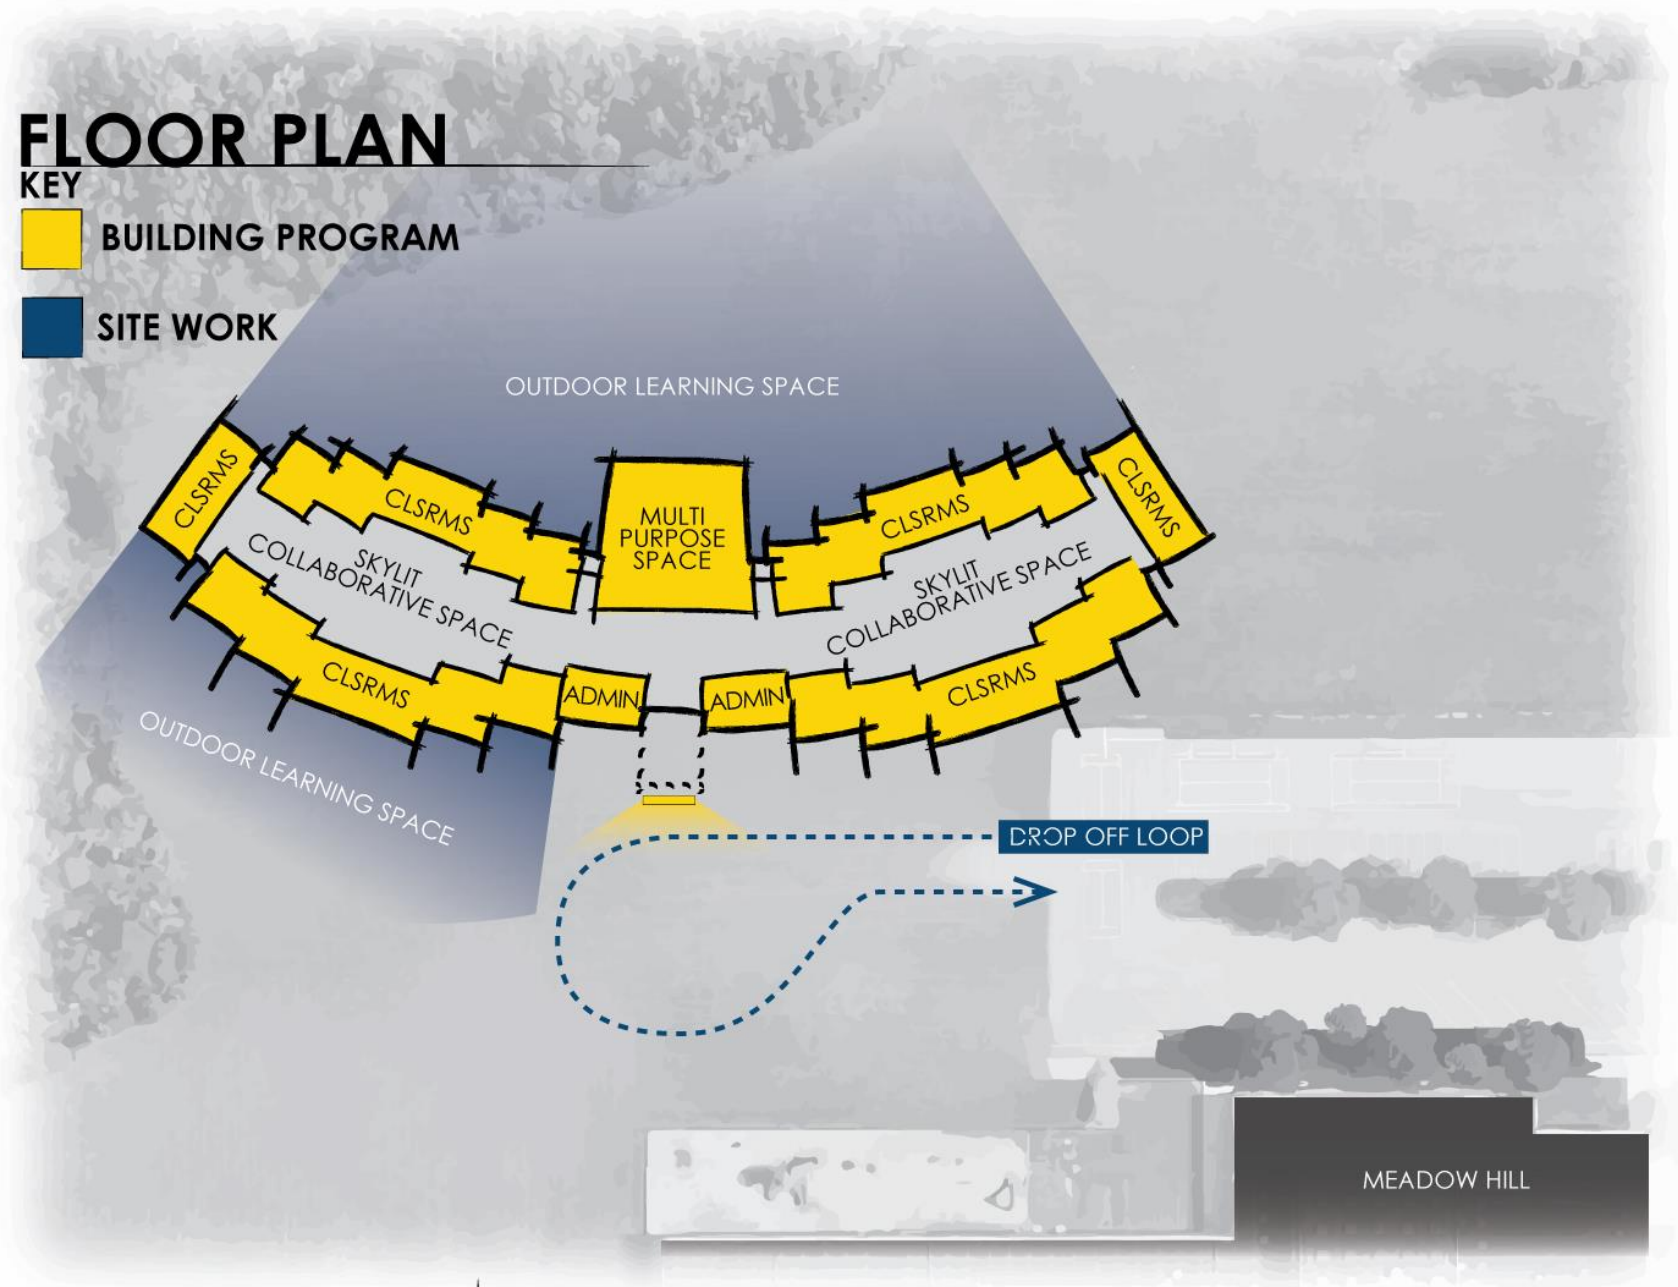 FLOOR PLAN
KEY
BUILDING PROGRAM
SITE WORK
OUTDOOR LEARNING SPACE
CLSRMS
CLSRMS
MULTI
PURPOSE
SPACE
CLSRMS
CLSRMS
SKYLIT
COLLABORATIVE SPACE
SKYLIT
COLLABORATIVE SPACE
CLSRMS
ADMIN
ADMIN
CLSRMS
OUTDOOR LEARNING SPACE
DROP OFF LOOP
MEADOW HILL